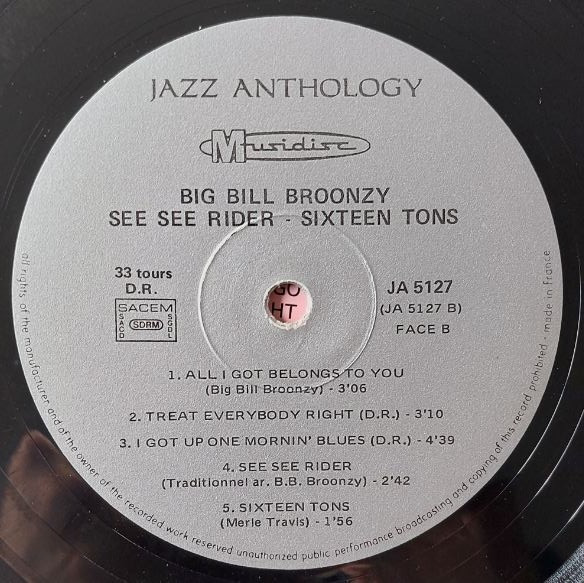 JAZZ ANTHOLOGY
Musidisc
BIG BILL BROONZY
SEE SEE RIDER - SIXTEEN TONS
33 tours
D.R.
SACEM
SACD
SDRM
SGDL
JA 5127
(JA 5127 B)
FACE B
GO
HT
1. ALL I GOT BELONGS TO YOU
(Big Bill Broonzy) - 3'06
2. TREAT EVERYBODY RIGHT (D.R.) - 3'10
3. I GOT UP ONE MORNIN' BLUES (D.R.) - 4'39
4. SEE SEE RIDER
(Traditionnel ar. B.B. Broonzy) - 2'42
5. SIXTEEN TONS
(Merle Travis) - 1'56
all rights of the manufacturer and of the owner of the recorded work reserved unauthorized public performance broadcasting and copying of this record prohibited - made in France